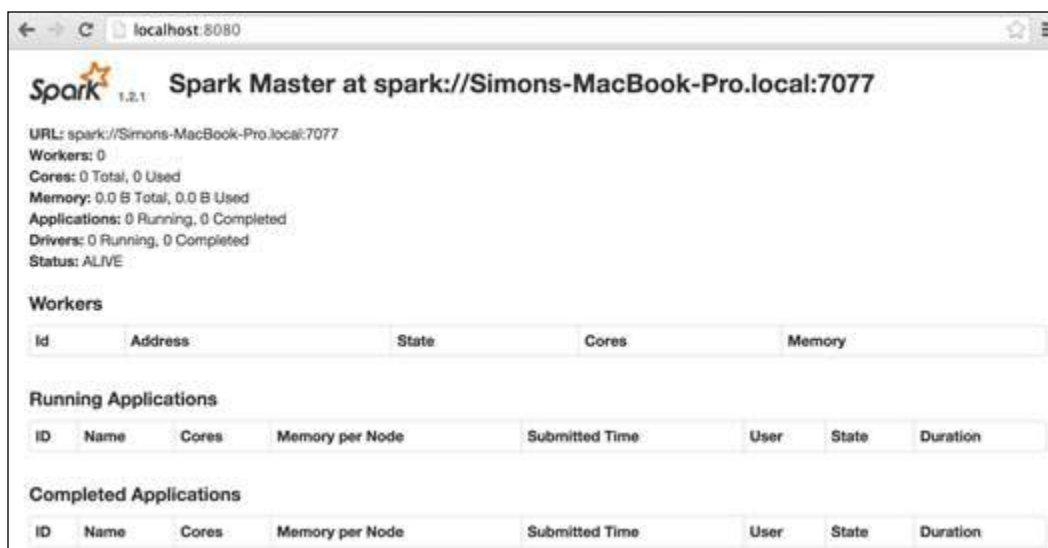 localhost:8080
Spark 1.2.1 Spark Master at spark://Simons-MacBook-Pro.local:7077
URL: spark://Simons-MacBook-Pro.local:7077
Workers: 0
Cores: 0 Total, 0 Used
Memory: 0.0 B Total, 0.0 B Used
Applications: 0 Running, 0 Completed
Drivers: 0 Running, 0 Completed
Status: ALIVE
Workers
Id Address State Cores Memory
Running Applications
ID Name Cores Memory per Node Submitted Time User State Duration
Completed Applications
ID Name Cores Memory per Node Submitted Time User State Duration